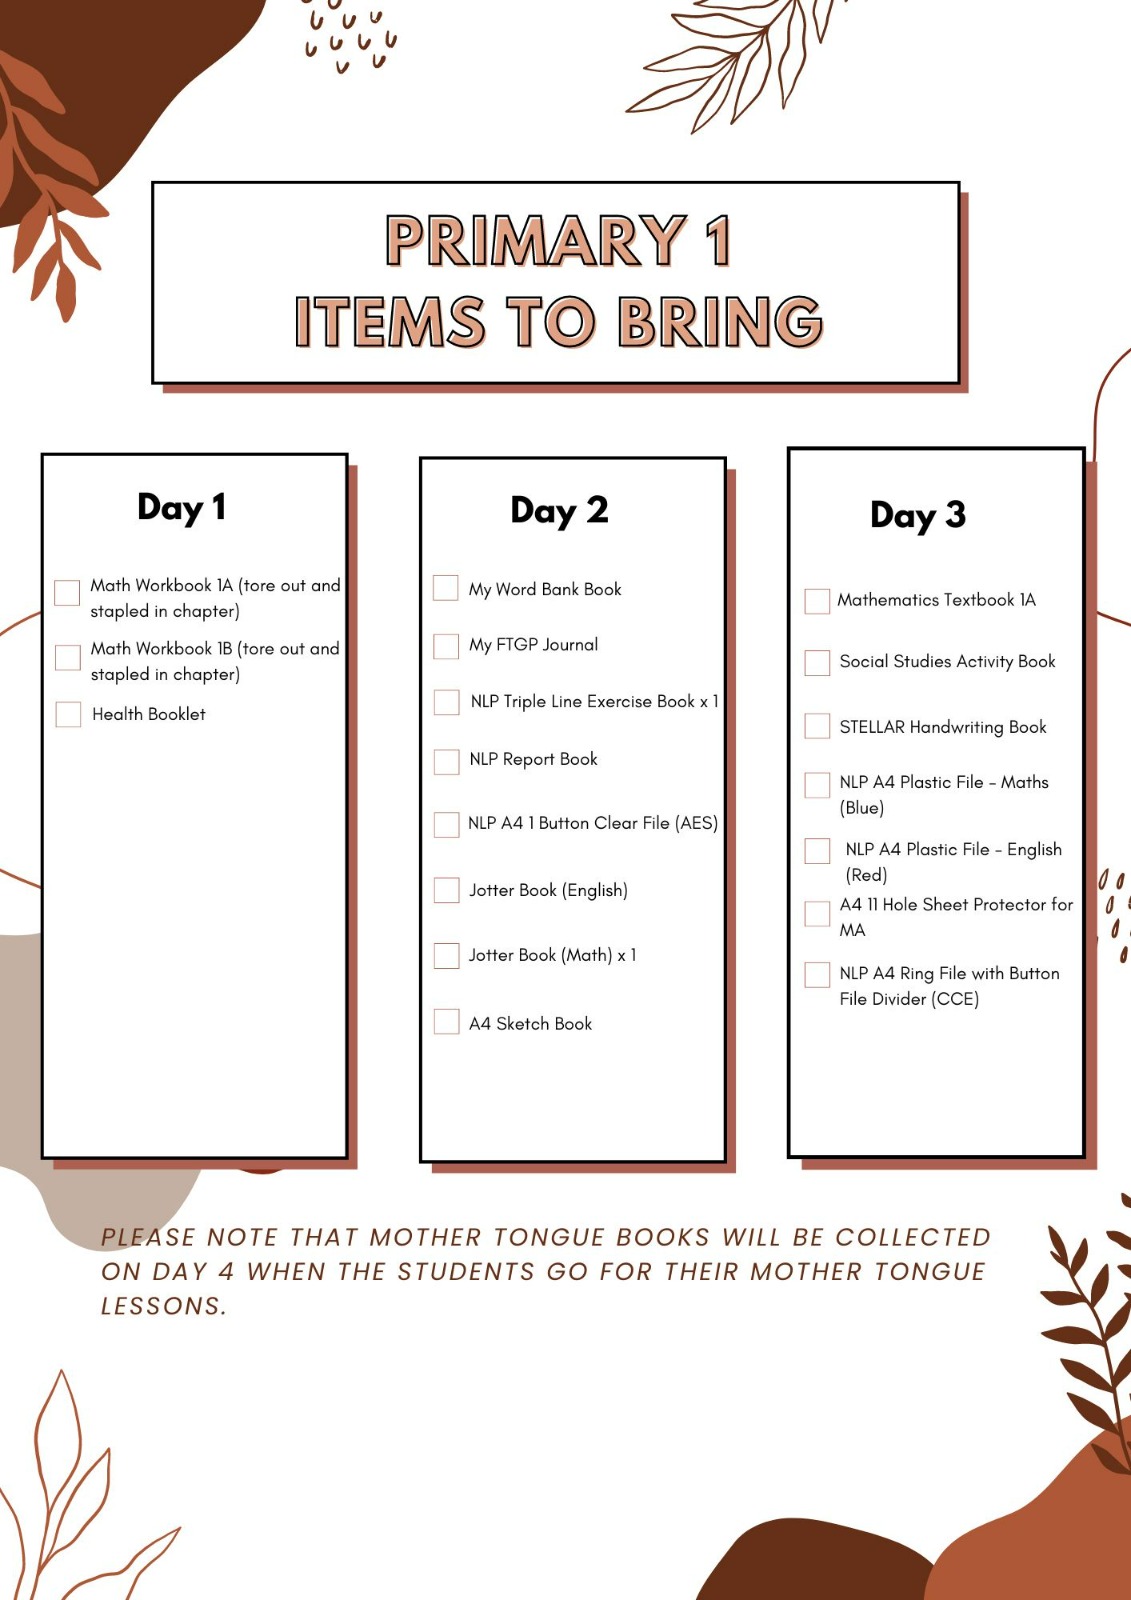 PRIMARY 1
ITEMS TO BRING
Day 1
Math Workbook 1A (tore out and
stapled in chapter)
Math Workbook 1B (tore out and
stapled in chapter)
Health Booklet
Day 2
My Word Bank Book
My FTGP Journal
NLP Triple Line Exercise Book x 1
NLP Report Book
NLP A4 1 Button Clear File (AES)
Jotter Book (English)
Jotter Book (Math) x 1
A4 Sketch Book
Day 3
Mathematics Textbook 1A
Social Studies Activity Book
STELLAR Handwriting Book
NLP A4 Plastic File - Maths
(Blue)
NLP A4 Plastic File - English
(Red)
A4 11 Hole Sheet Protector for
MA
NLP A4 Ring File with Button
File Divider (CCE)
PLEASE NOTE THAT MOTHER TONGUE BOOKS WILL BE COLLECTED
ON DAY 4 WHEN THE STUDENTS GO FOR THEIR MOTHER TONGUE
LESSONS.